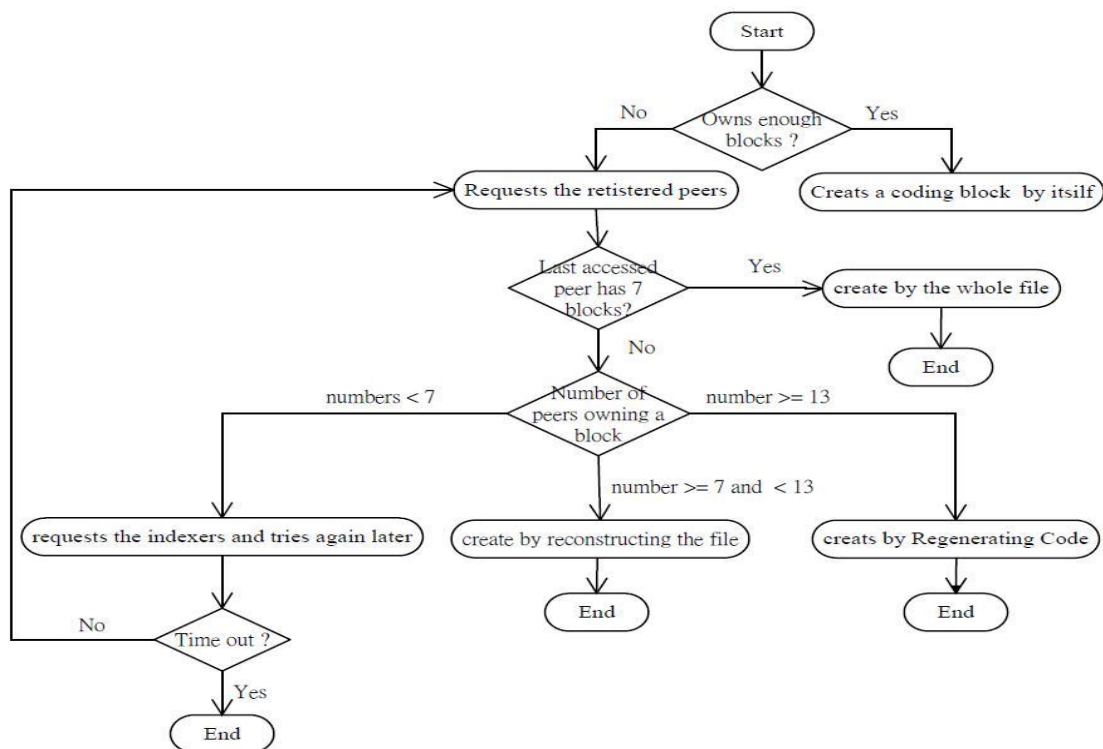 Start
No
Owns enough
blocks ?
Yes
Requests the retistered peers
Creats a coding block by itsilf
Last accessed
peer has 7
blocks?
Yes
create by the whole file
No
End
numbers < 7
Number of
peers owning a
block
number >= 13
number >= 7 and < 13
requests the indexers and tries again later
create by reconstructing the file
creats by Regenerating Code
No
Time out ?
End
End
Yes
End